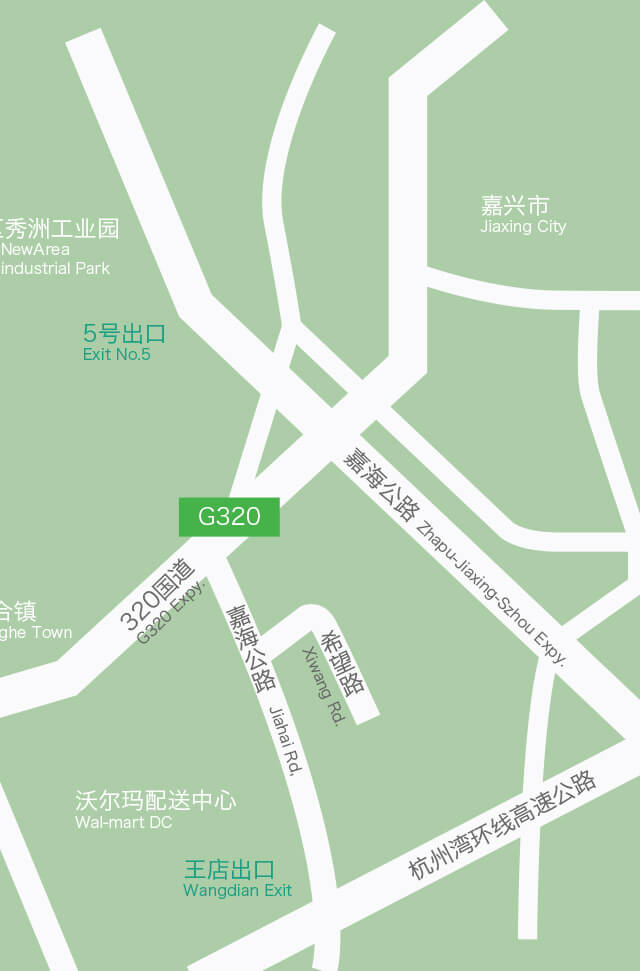 嘉兴市
Jiaxing City
秀洲工业园
NewArea
industrial Park
5号出口
Exit No.5
嘉海公路 Zhapu-Jiaxing-Szhou Expy.
G320
320国道
G320 Expy.
合镇
ghe Town
嘉海公路 Jiahai Rd.
希望路
Xiwang Rd.
沃尔玛配送中心
Wal-mart DC
杭州湾环线高速公路
王店出口
Wangdian Exit